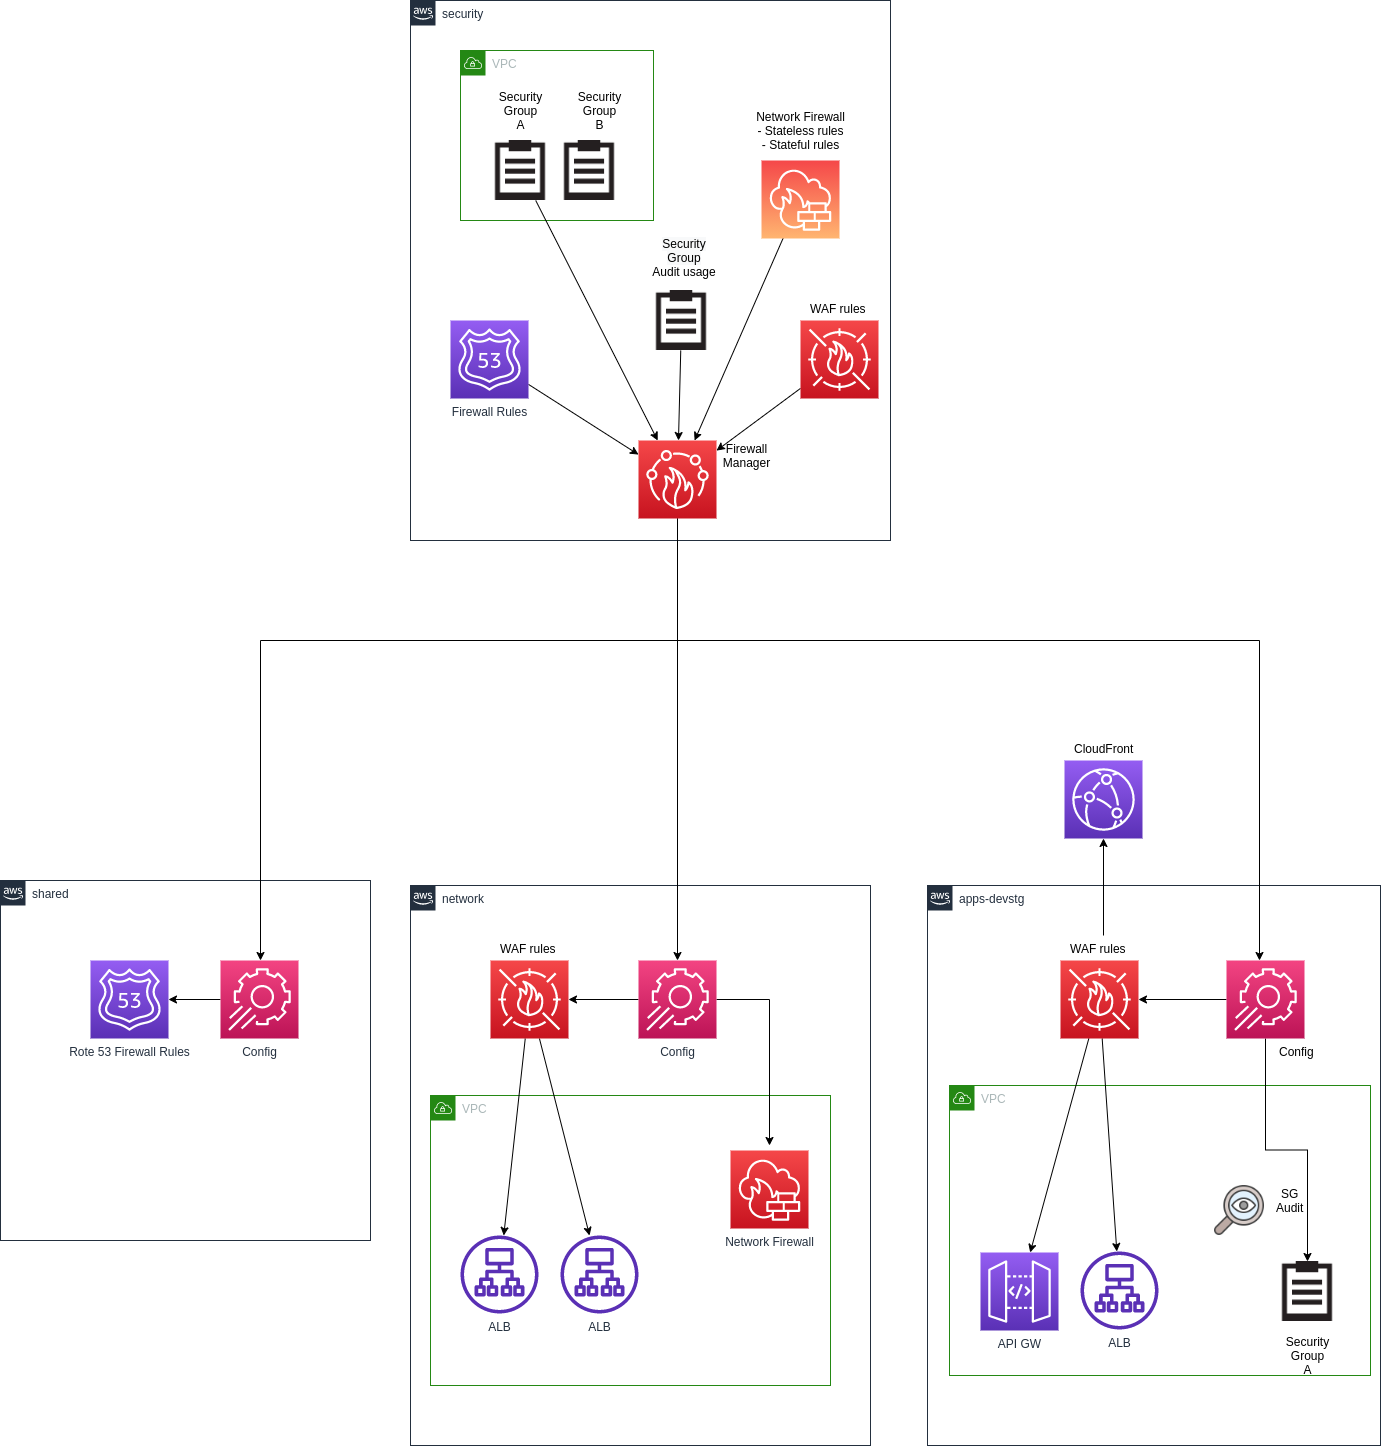 aws
security
VPC
Security
Group
A
Security
Group
B
Network Firewall
- Stateless rules
- Stateful rules
Security
Group
Audit usage
WAF rules
53
Firewall Rules
Firewall
Manager
CloudFront
aws
shared
53
Rote 53 Firewall Rules
Config
aws
network
WAF rules
Config
VPC
Network Firewall
ALB
ALB
aws
apps-devstg
WAF rules
Config
VPC
SG
Audit
</>
API GW
ALB
Security
Group
A